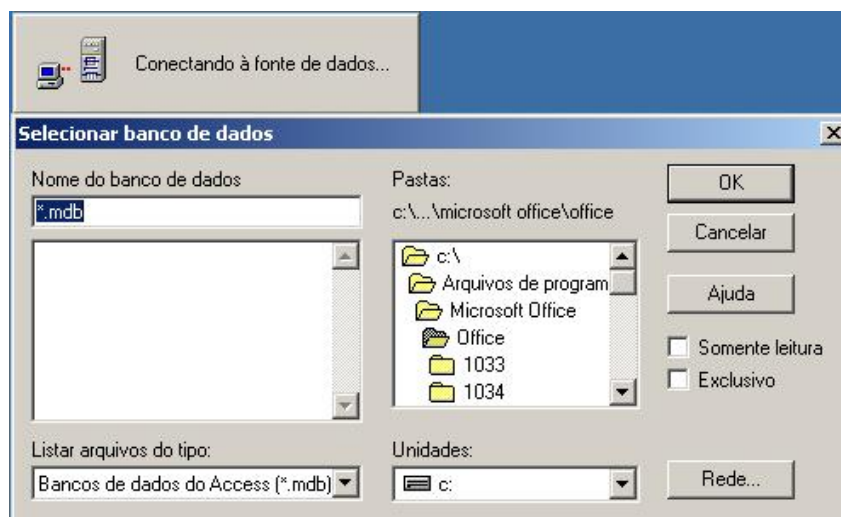 Conectando à fonte de dados...
Selecionar banco de dados
Nome do banco de dados
*.mdb
Pastas:
c:\...\microsoft office\office
c:\
Arquivos de program
Microsoft Office
Office
1033
1034
OK
Cancelar
Ajuda
Somente leitura
Exclusivo
Listar arquivos do tipo:
Bancos de dados do Access (*.mdb)
Unidades:
c:
Rede...